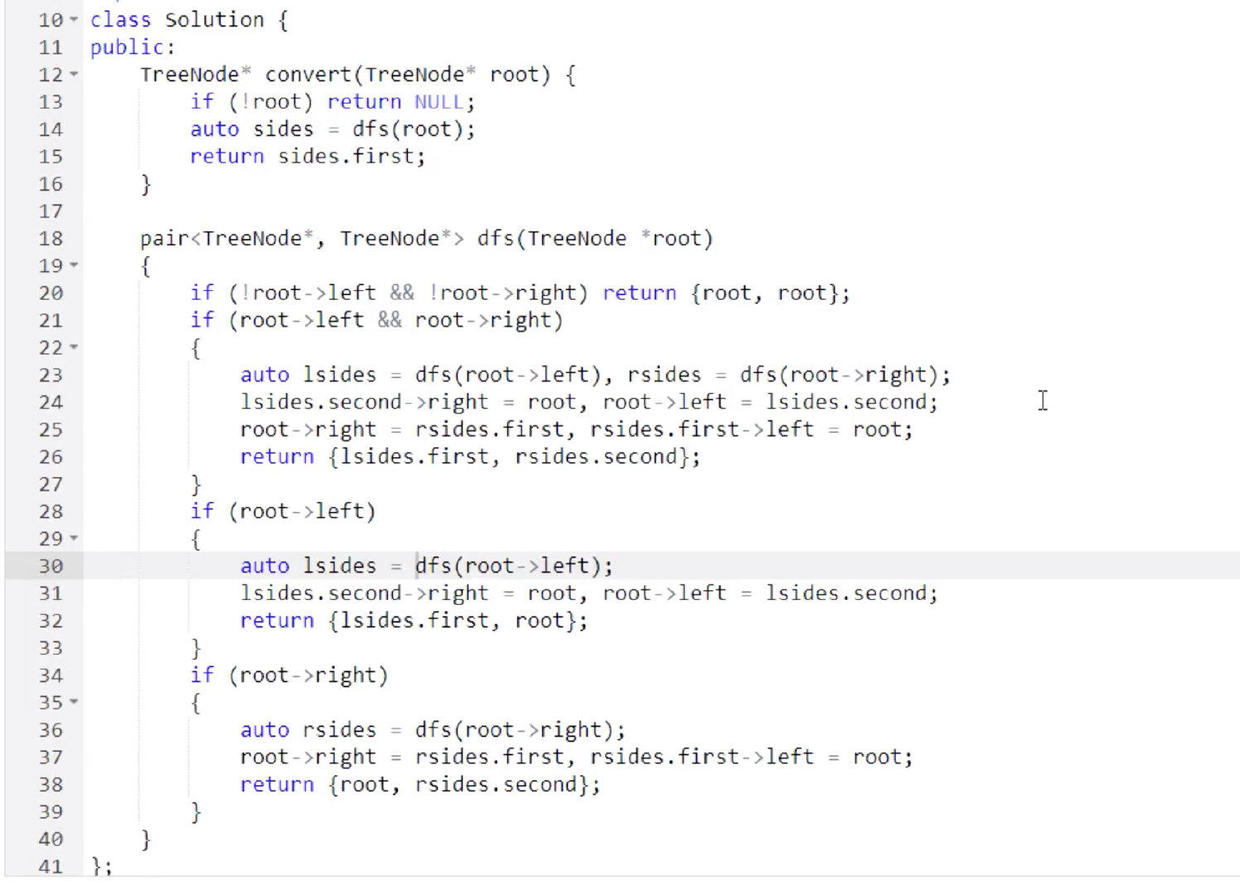 10 class Solution {
11 public:
12     TreeNode* convert(TreeNode* root) {
13         if (!root) return NULL;
14         auto sides = dfs(root);
15         return sides.first;
16     }
17
18     pair<TreeNode*, TreeNode*> dfs(TreeNode *root)
19     {
20         if (!root->left && !root->right) return {root, root};
21         if (root->left && root->right)
22         {
23             auto lsides = dfs(root->left), rsides = dfs(root->right);
24             lsides.second->right = root, root->left = lsides.second;
25             root->right = rsides.first, rsides.first->left = root;
26             return {lsides.first, rsides.second};
27         }
28         if (root->left)
29         {
30             auto lsides = dfs(root->left);
31             lsides.second->right = root, root->left = lsides.second;
32             return {lsides.first, root};
33         }
34         if (root->right)
35         {
36             auto rsides = dfs(root->right);
37             root->right = rsides.first, rsides.first->left = root;
38             return {root, rsides.second};
39         }
40     }
41 };